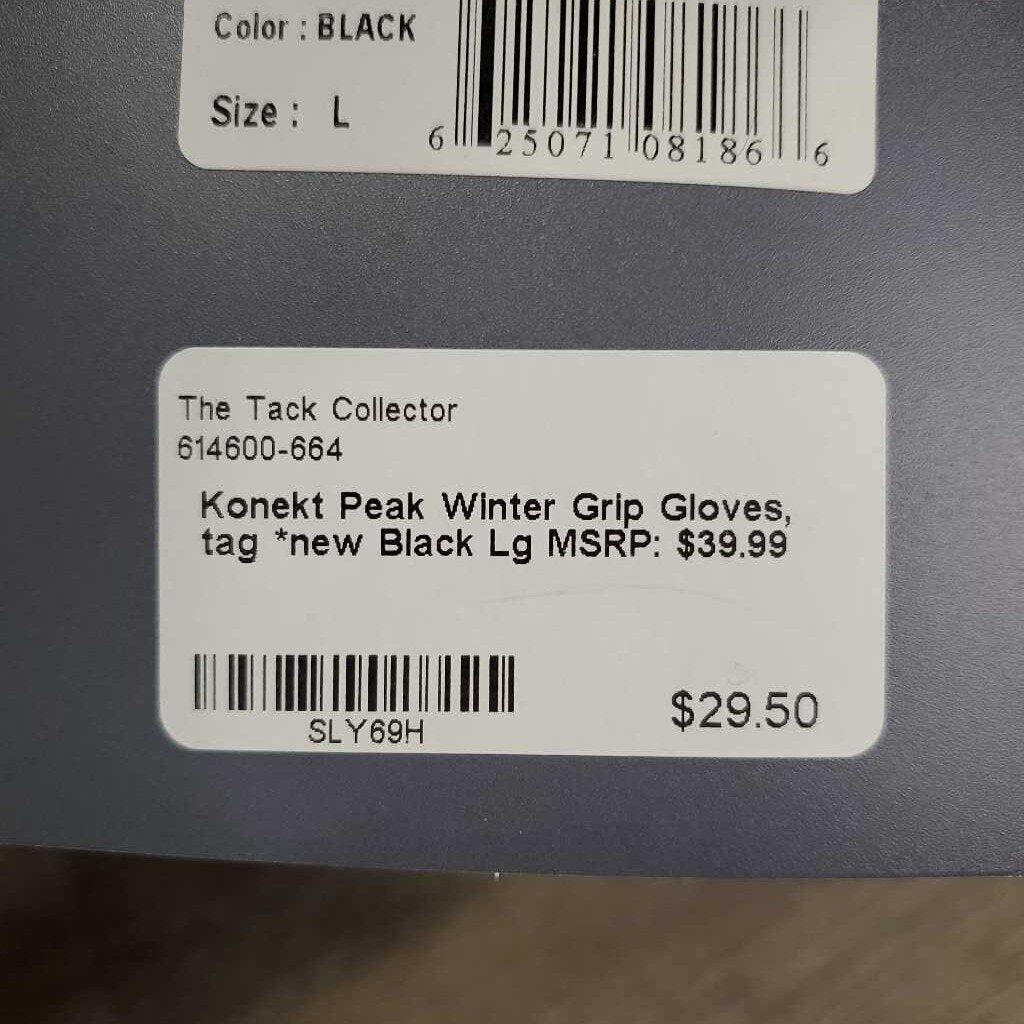 Color : BLACK
Size : L
6 25071 08186 6
The Tack Collector
614600-664
Konekt Peak Winter Grip Gloves,
tag *new Black Lg MSRP: $39.99
SLY69H
$29.50